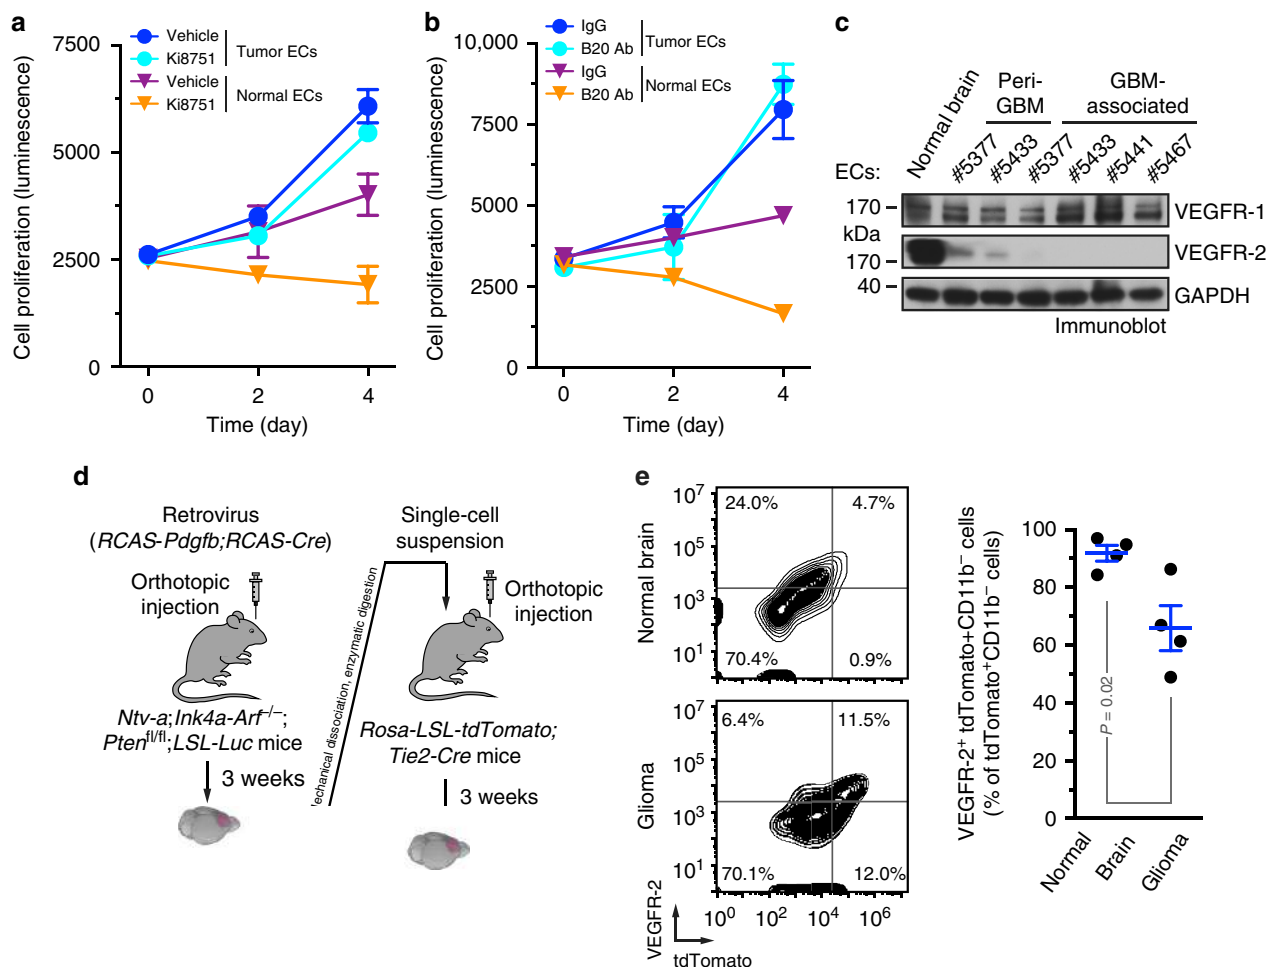 a
7500
5000
2500
0
Cell proliferation (luminescence)
0
2
4
Time (day)
Vehicle
Ki8751
Tumor ECs
Vehicle
Ki8751
Normal ECs
b
10,000
7500
5000
2500
0
Cell proliferation (luminescence)
0
2
4
Time (day)
IgG
B20 Ab
Tumor ECs
IgG
B20 Ab
Normal ECs
c
Normal brain
Peri-
GBM
GBM-
associated
ECs:
#5377
#5433
#5377
#5433
#5441
#5467
170
kDa
170
40
VEGFR-1
VEGFR-2
GAPDH
Immunoblot
d
Retrovirus
(RCAS-Pdgfb;RCAS-Cre)
Orthotopic
injection
Ntv-a;Ink4a-Arf–/–;
Ptenfl/fl;LSL-Luc mice
3 weeks
echanical dissociation, enzymatic digestion
Single-cell
suspension
Orthotopic
injection
Rosa-LSL-tdTomato;
Tie2-Cre mice
3 weeks
e
Normal brain
10⁷
10⁵
10³
10¹
24.0%
4.7%
70.4%
0.9%
Glioma
10⁷
10⁵
10³
10¹
6.4%
11.5%
70.1%
12.0%
10⁰
10²
10⁴
10⁶
VEGFR-2
tdTomato
VEGFR-2⁺ tdTomato+CD11b⁻ cells
(% of tdTomato⁺CD11b⁻ cells)
100
80
60
40
20
0
P = 0.02
Normal
Brain
Glioma